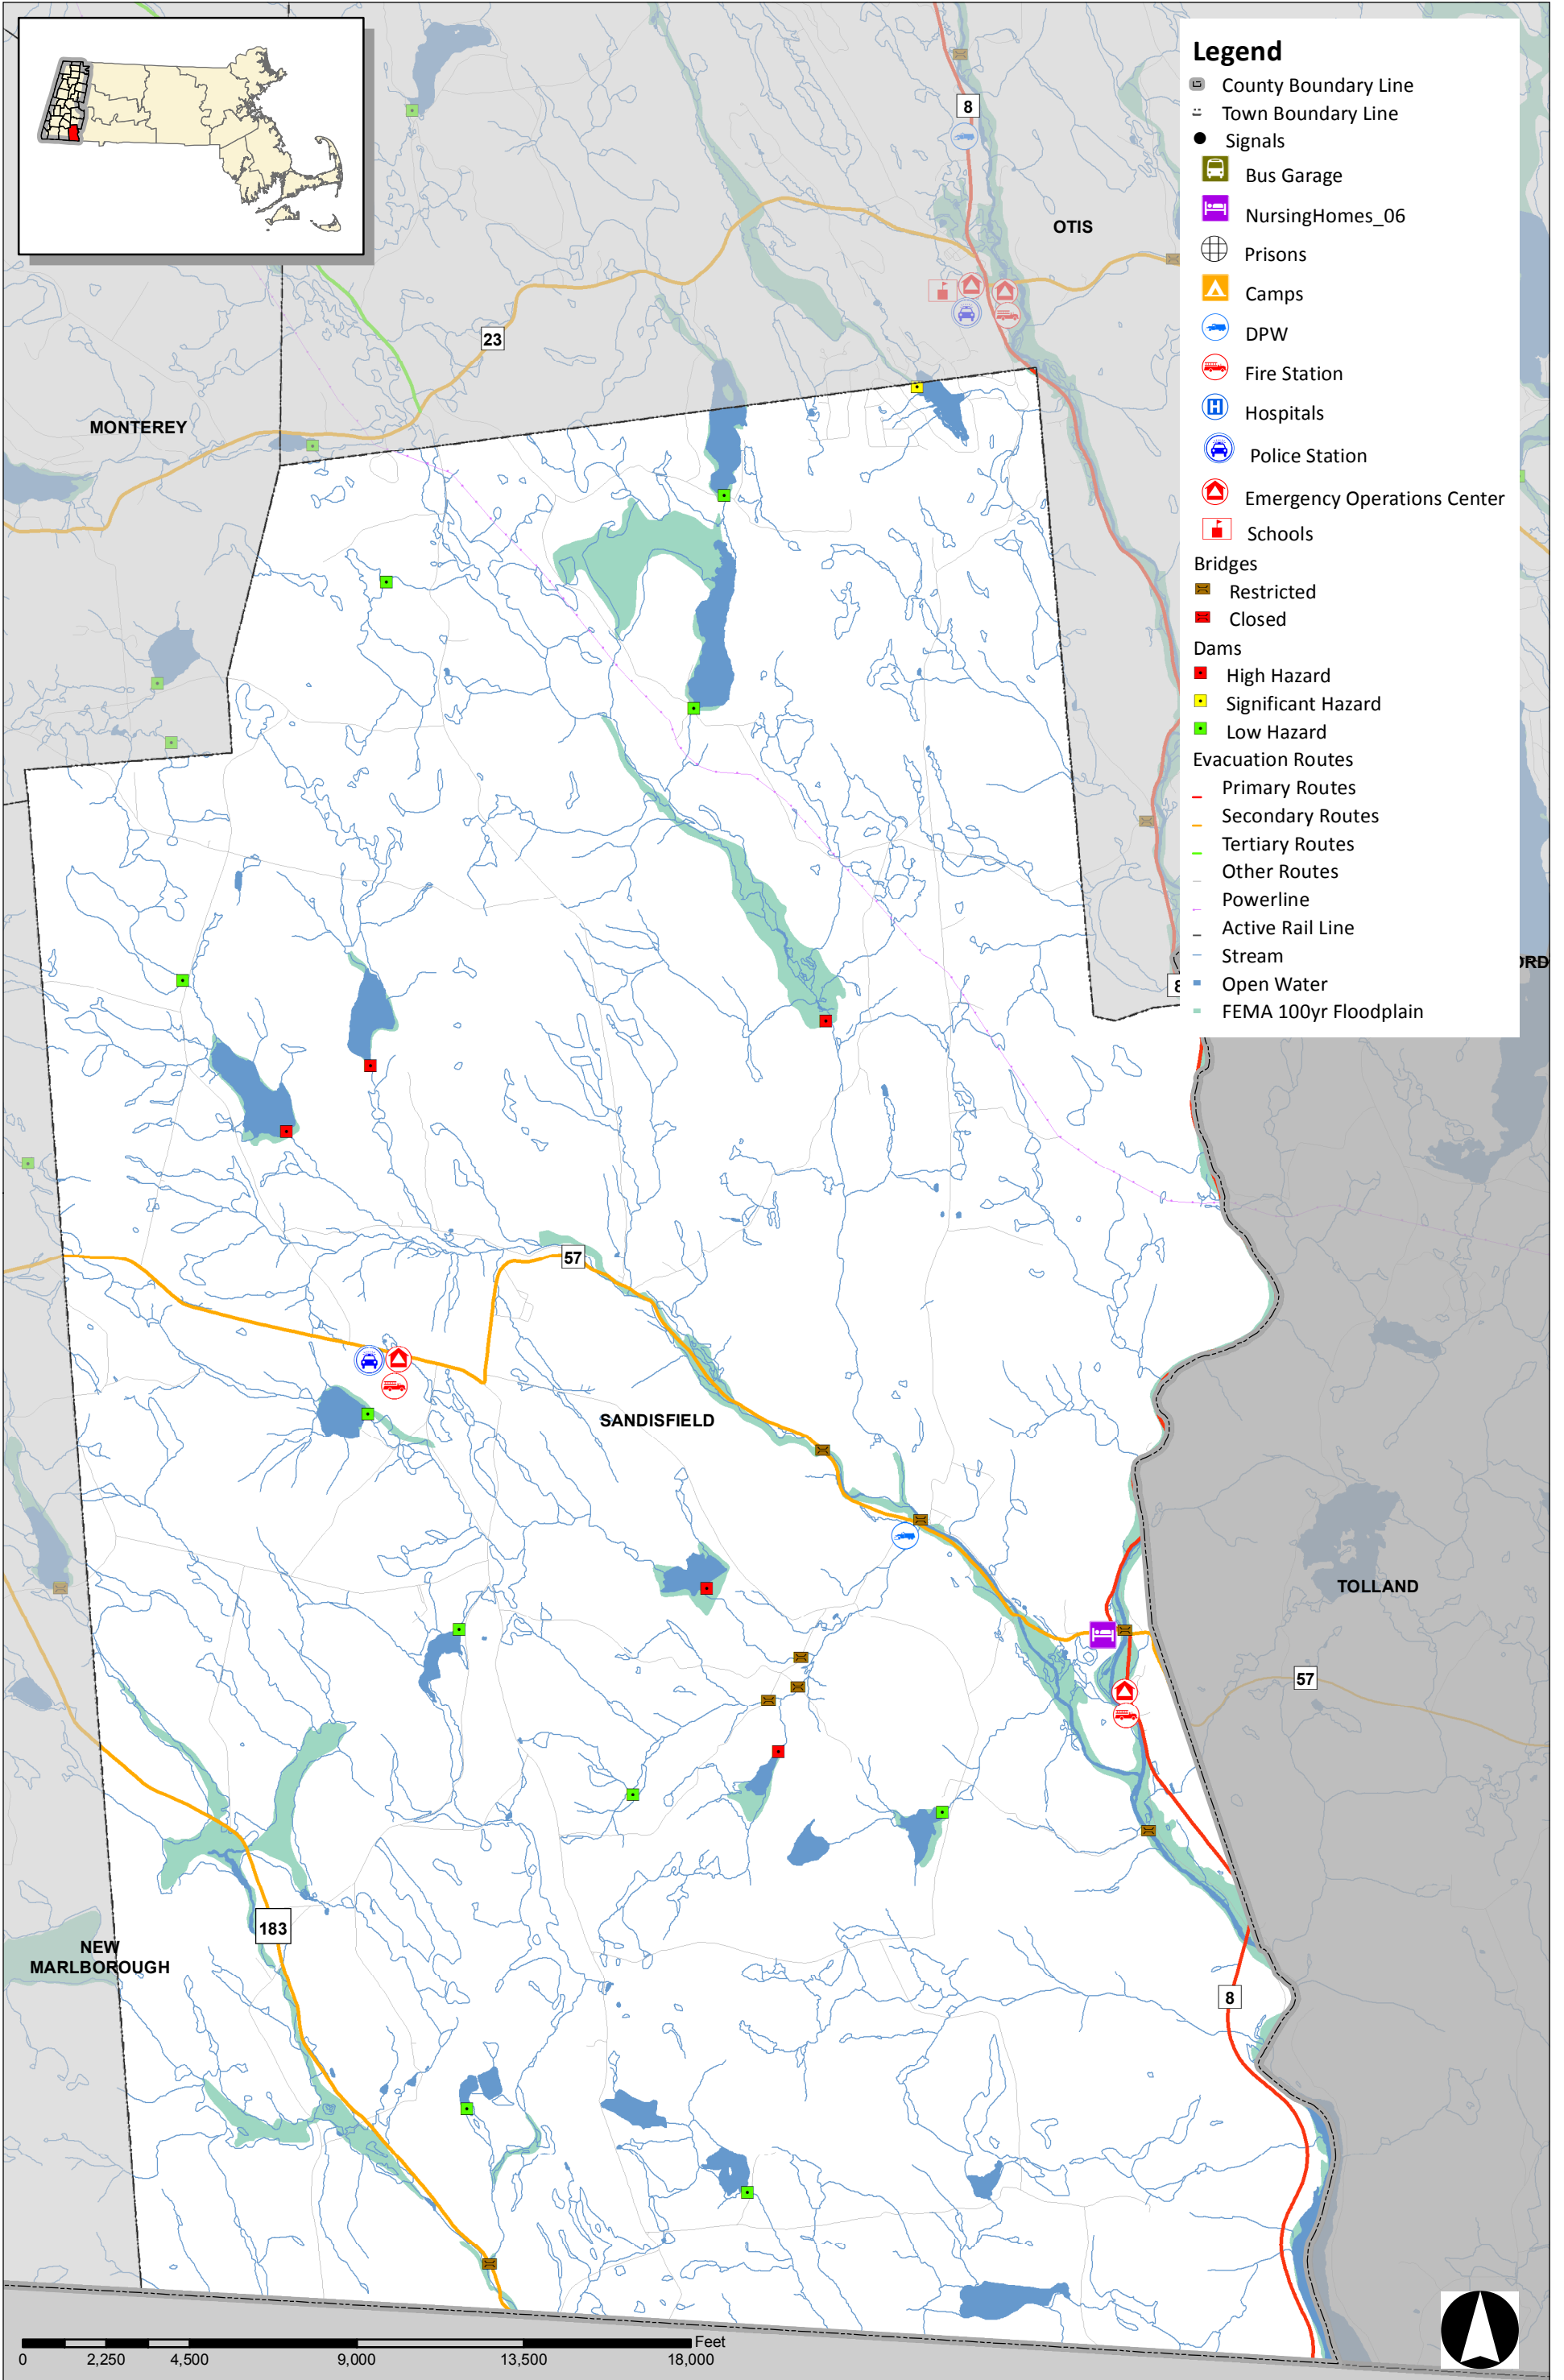 Legend
County Boundary Line
Town Boundary Line
Signals
Bus Garage
NursingHomes_06
Prisons
Camps
DPW
Fire Station
H Hospitals
Police Station
Emergency Operations Center
Schools
Bridges
Restricted
Closed
Dams
High Hazard
Significant Hazard
Low Hazard
Evacuation Routes
Primary Routes
Secondary Routes
Tertiary Routes
Other Routes
Powerline
Active Rail Line
Stream
Open Water
FEMA 100yr Floodplain
8
OTIS
23
MONTEREY
8
57
SANDISFIELD
TOLLAND
57
183
NEW
MARLBOROUGH
8
Feet
0 2,250 4,500 9,000 13,500 18,000